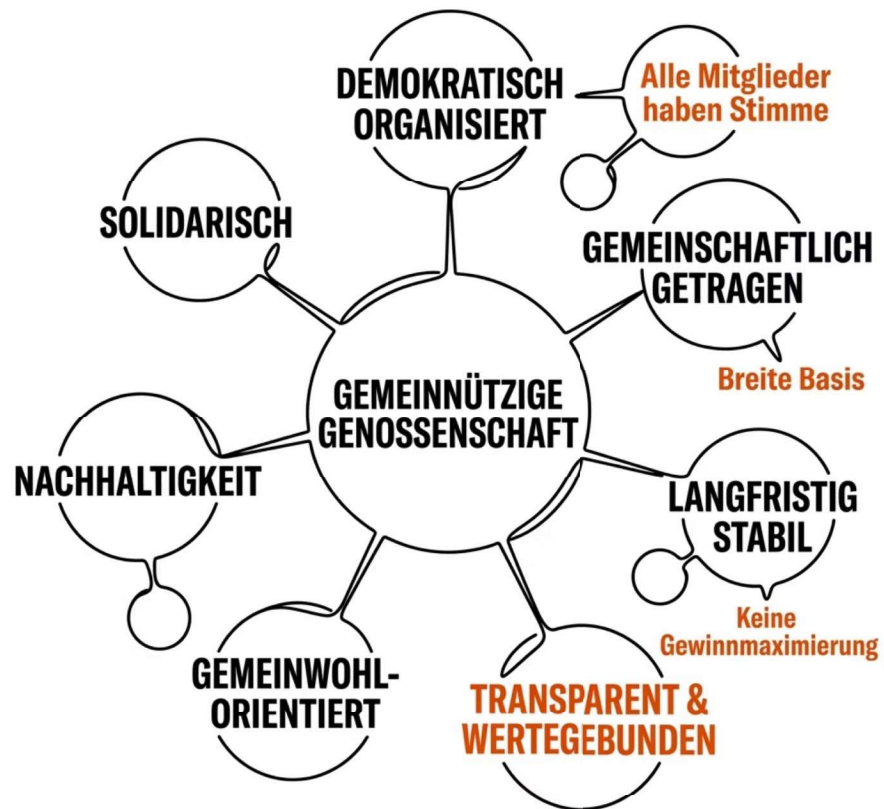 DEMOKRATISCH
ORGANISIERT
Alle Mitglieder
haben Stimme
SOLIDARISCH
GEMEINSCHAFTLICH
GETRAGEN
Breite Basis
GEMEINNÜTZIGE
GENOSSENSCHAFT
NACHHALTIGKEIT
LANGFRISTIG
STABIL
Keine
Gewinnmaximierung
GEMEINWOHL-
ORIENTIERT
TRANSPARENT &
WERTEGEBUNDEN